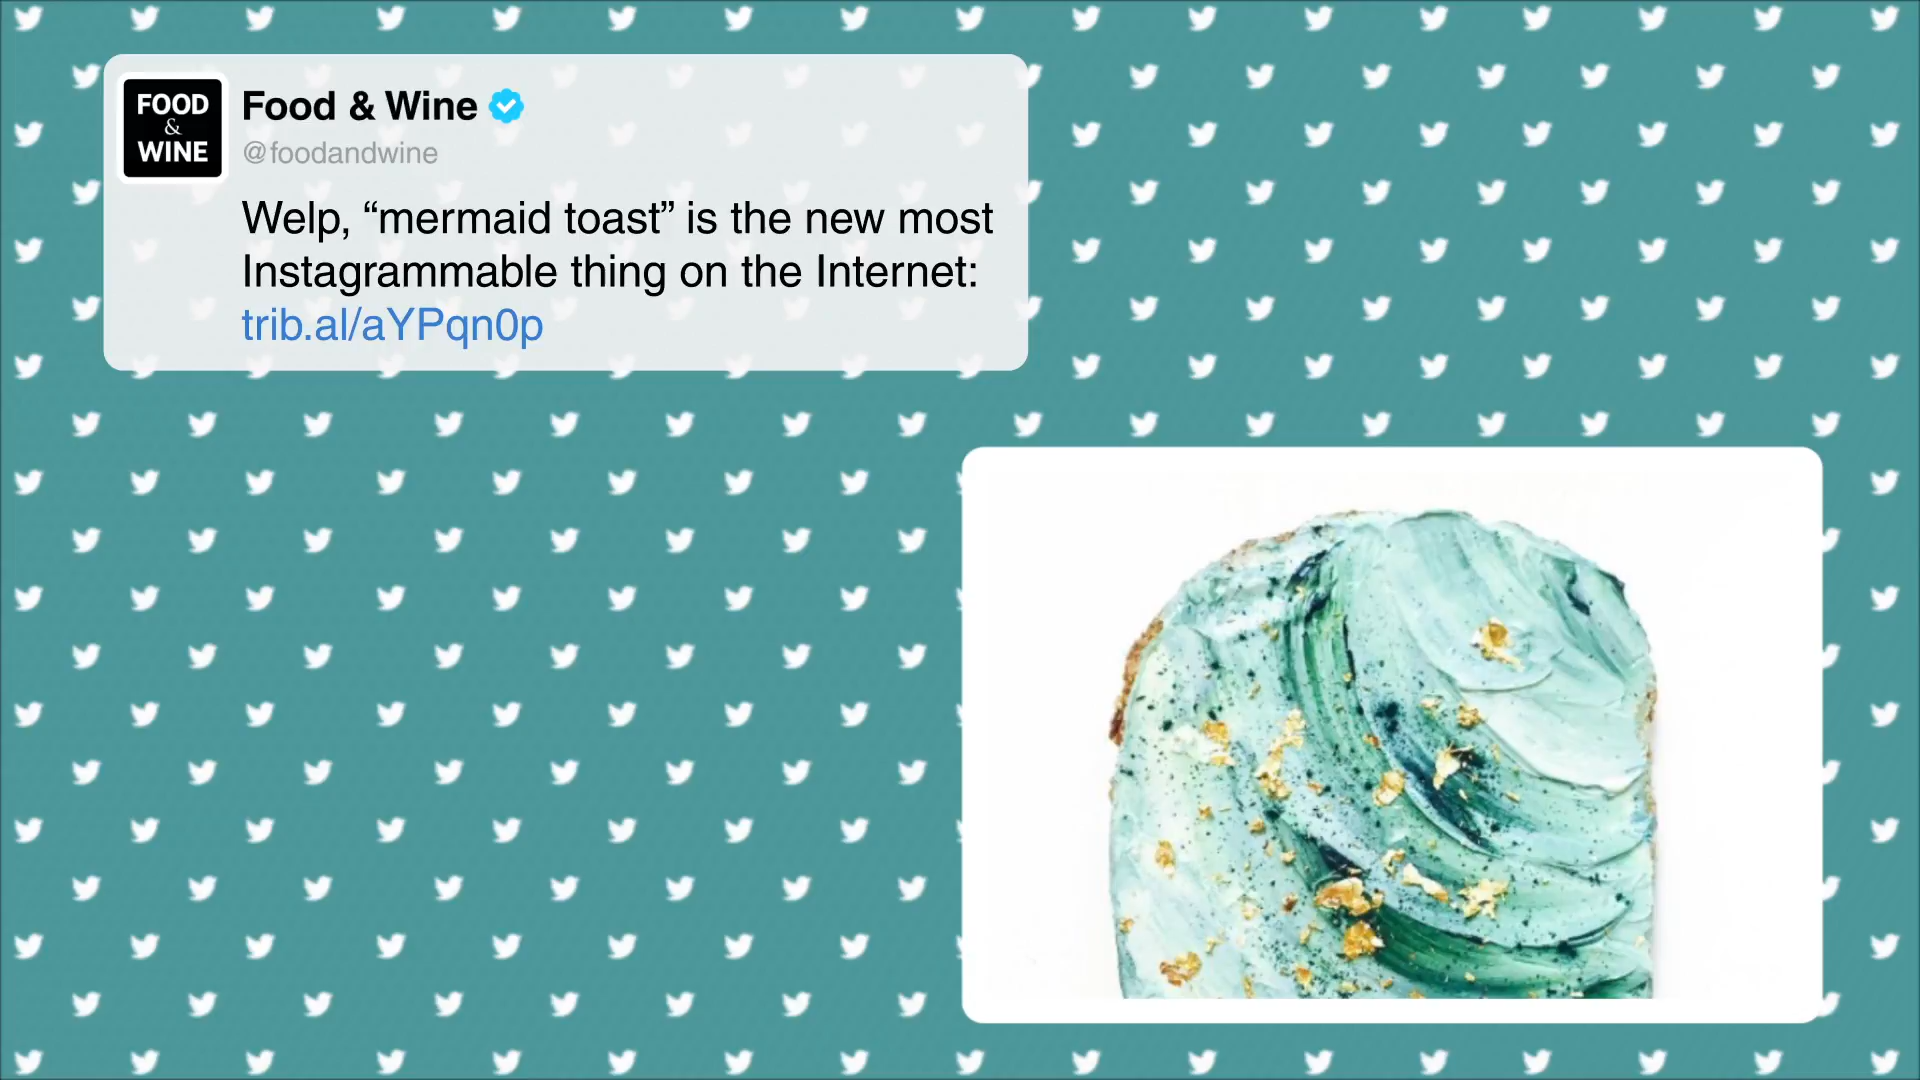 FOOD
&
WINE
Food & Wine
@foodandwine
Welp, “mermaid toast” is the new most
Instagrammable thing on the Internet:
trib.al/aYPqn0p